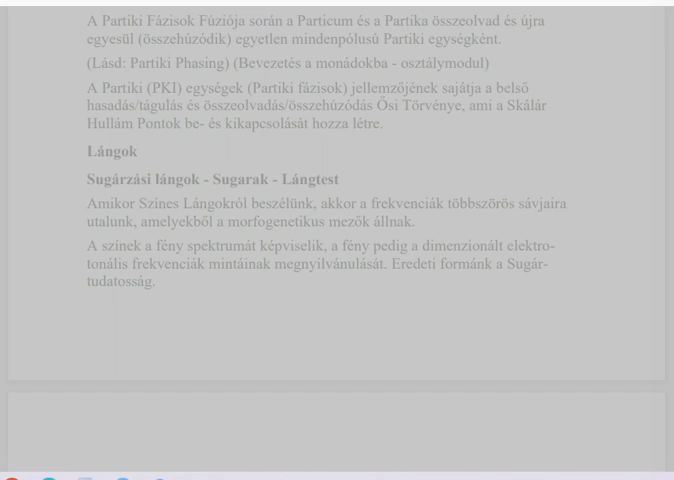 A Partiki Fázisok Fúziója során a Particum és a Partika összeolvad és újra
egyesül (összehúzódik) egyetlen mindenpólusú Partiki egységként.
(Lásd: Partiki Phasing) (Bevezetés a monádokba - osztálymodul)
A Partiki (PKI) egységek (Partiki fázisok) jellemzőjének sajátja a belső
hasadás/tágulás és összeolvadás/összehúzódás Ősi Törvénye, ami a Skálár
Hullám Pontok be- és kikapcsolását hozza létre.
Lángok
Sugárzási lángok - Sugarak - Lángtest
Amikor Színes Lángokról beszélünk, akkor a frekvenciák többszörös sávjaira
utalunk, amelyekből a morfogenetikus mezők állnak.
A színek a fény spektrumát képviselik, a fény pedig a dimenzionált elektro-
tonális frekvenciák mintáinak megnyilvánulását. Eredeti formánk a Sugár-
tudatosság.